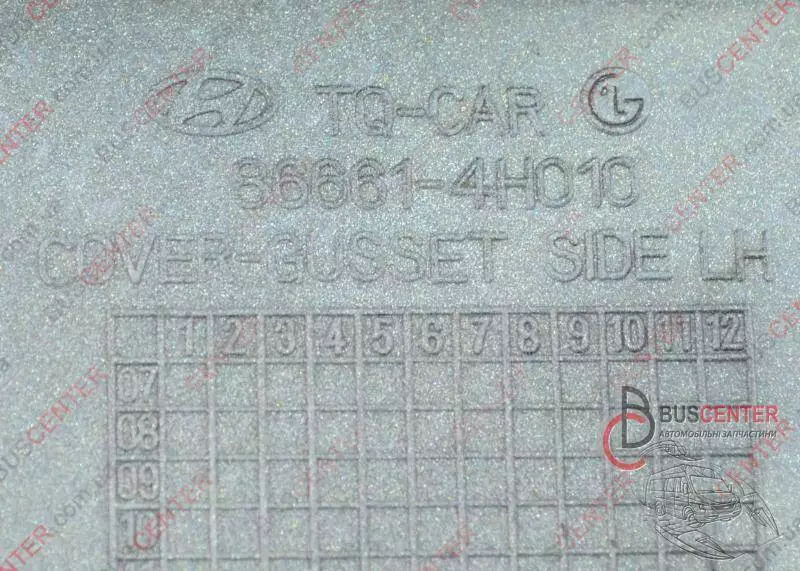 TQ-CAR
86661-4H010
COVER-GUSSET SIDE LH
1 2 3 4 5 6 7 8 9 10 11 12
07
08
09
BUSCENTER
АВТОМОБІЛЬНІ ЗАПЧАСТИНИ